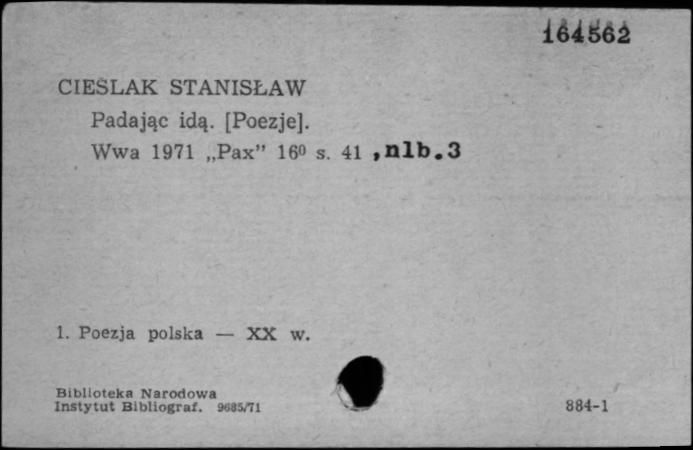 164562
CIEŚLAK STANISŁAW
Padając idą. [Poezje].
Wwa 1971 „Pax” 16⁰ s. 41 ,nlb.3
1. Poezja polska — XX w.
Biblioteka Narodowa
Instytut Bibliograf. 9685/71
884-1